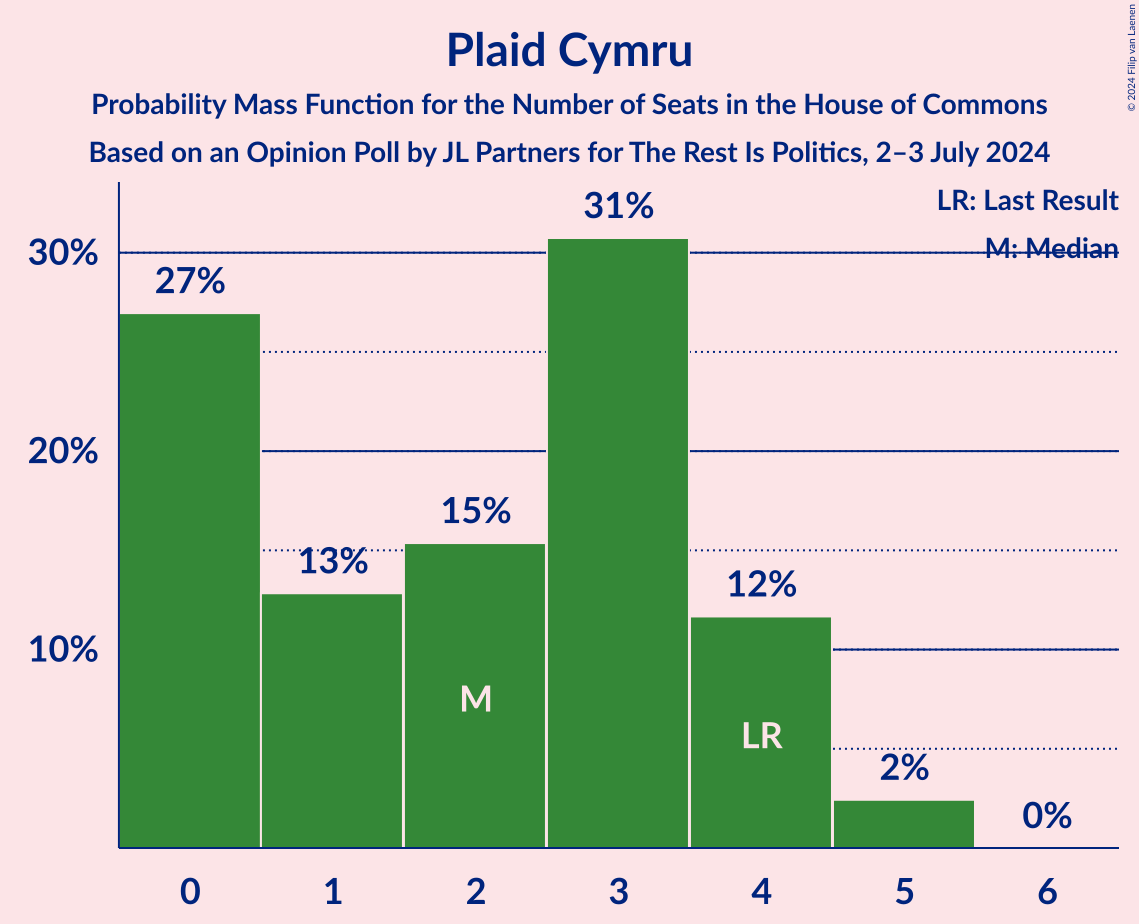 Plaid Cymru
Probability Mass Function for the Number of Seats in the House of Commons
Based on an Opinion Poll by JL Partners for The Rest Is Politics, 2–3 July 2024
© 2024 Filip van Laenen
LR: Last Result
M: Median
30%
20%
10%
27%
13%
15%
31%
12%
2%
0%
M
LR
0 1 2 3 4 5 6